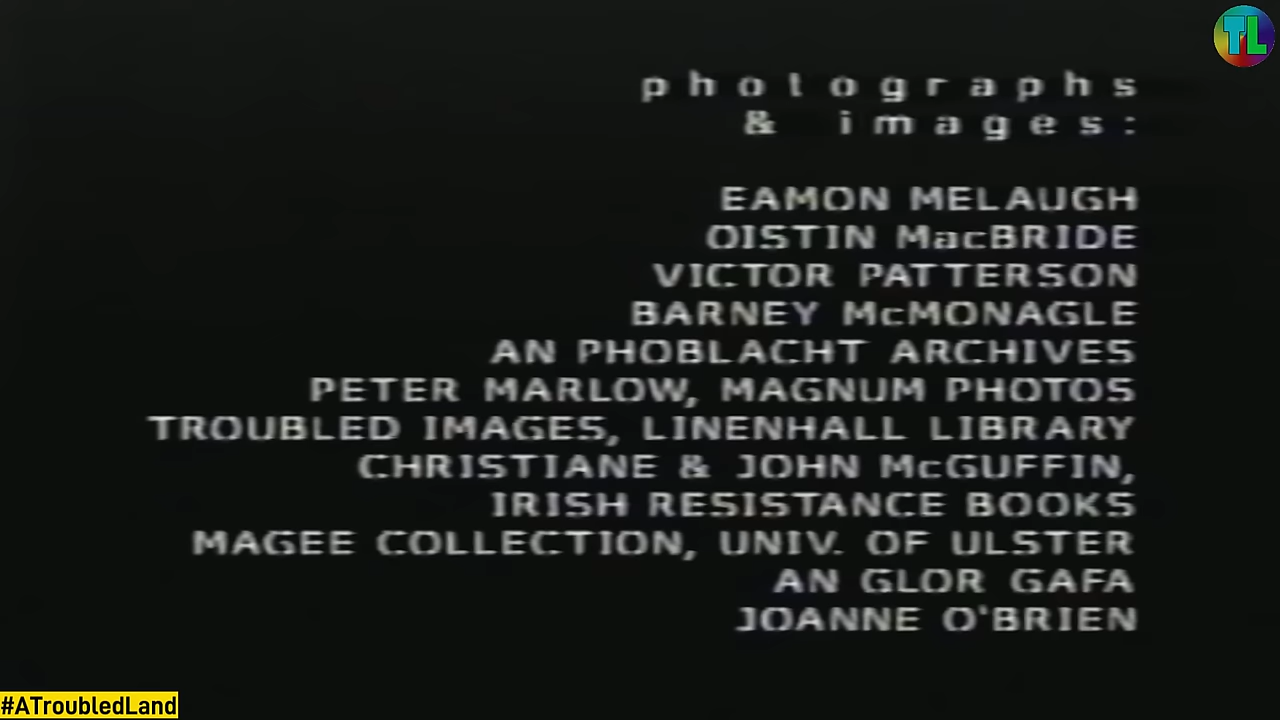 TL
photographs
& images:
EAMON MELAUGH
OISTIN MacBRIDE
VICTOR PATTERSON
BARNEY McMONAGLE
AN PHOBLACHT ARCHIVES
PETER MARLOW, MAGNUM PHOTOS
TROUBLED IMAGES, LINENHALL LIBRARY
CHRISTIANE & JOHN McGUFFIN,
IRISH RESISTANCE BOOKS
MAGEE COLLECTION, UNIV. OF ULSTER
AN GLOR GAFA
JOANNE O'BRIEN
#ATroubledLand